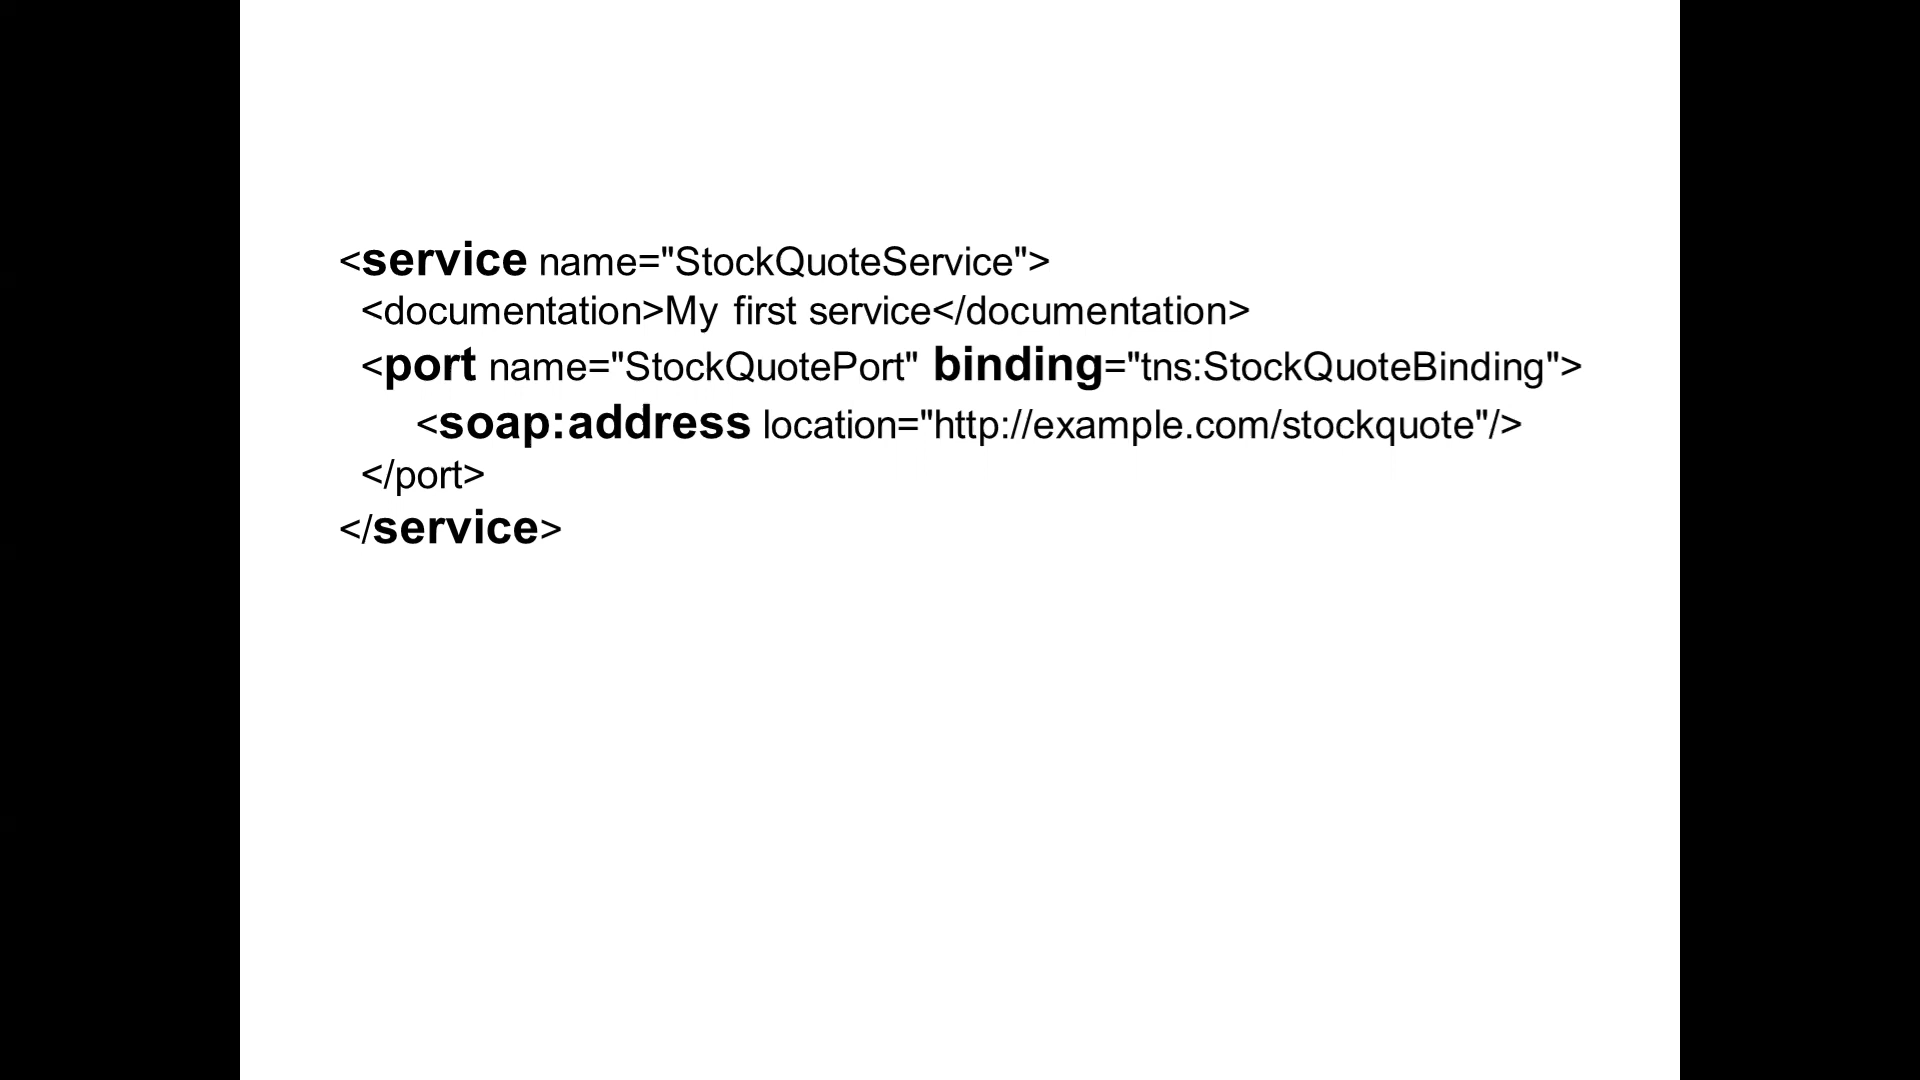 <service name="StockQuoteService">
<documentation>My first service</documentation>
<port name="StockQuotePort" binding="tns:StockQuoteBinding">
<soap:address location="http://example.com/stockquote"/>
</port>
</service>